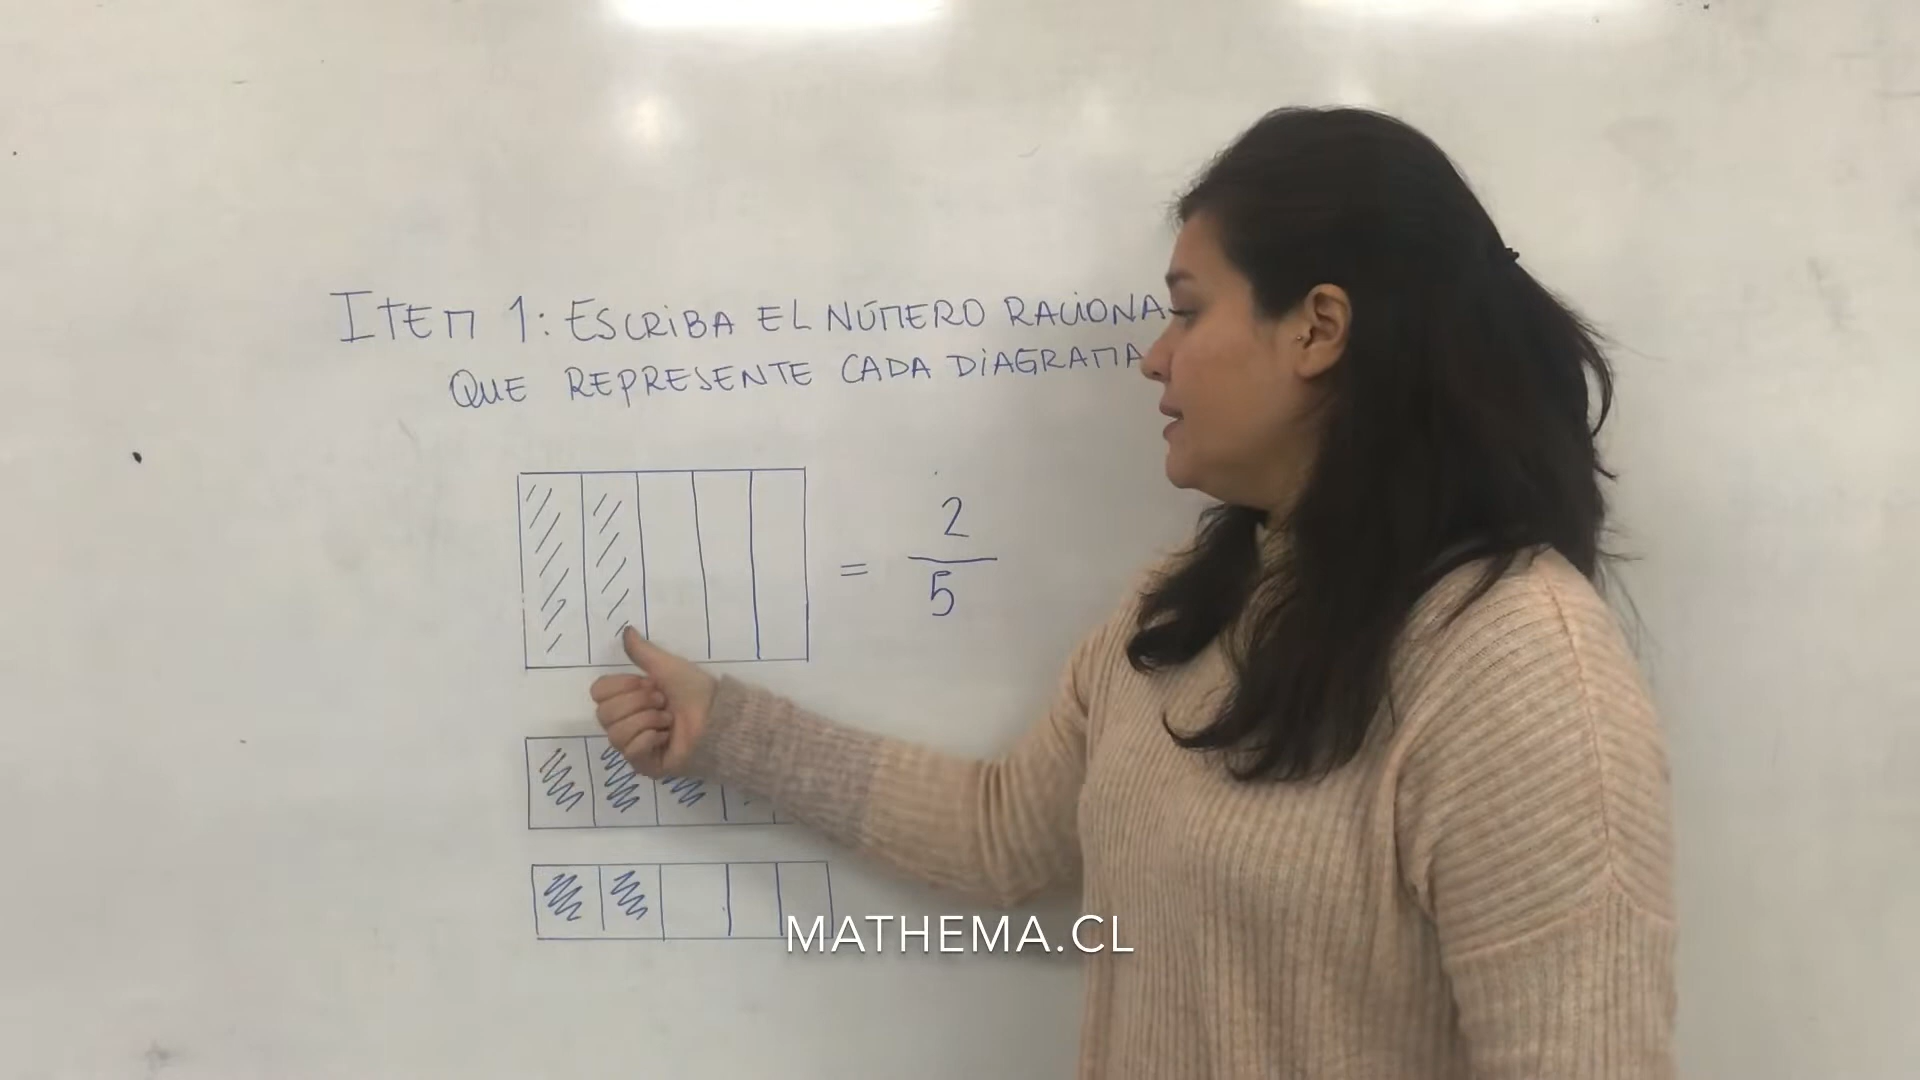 ITEM 1: ESCRIBA EL NÚMERO RACIONA
QUE REPRESENTE CADA DIAGRAMA
= 2
5
MATHEMA.CL